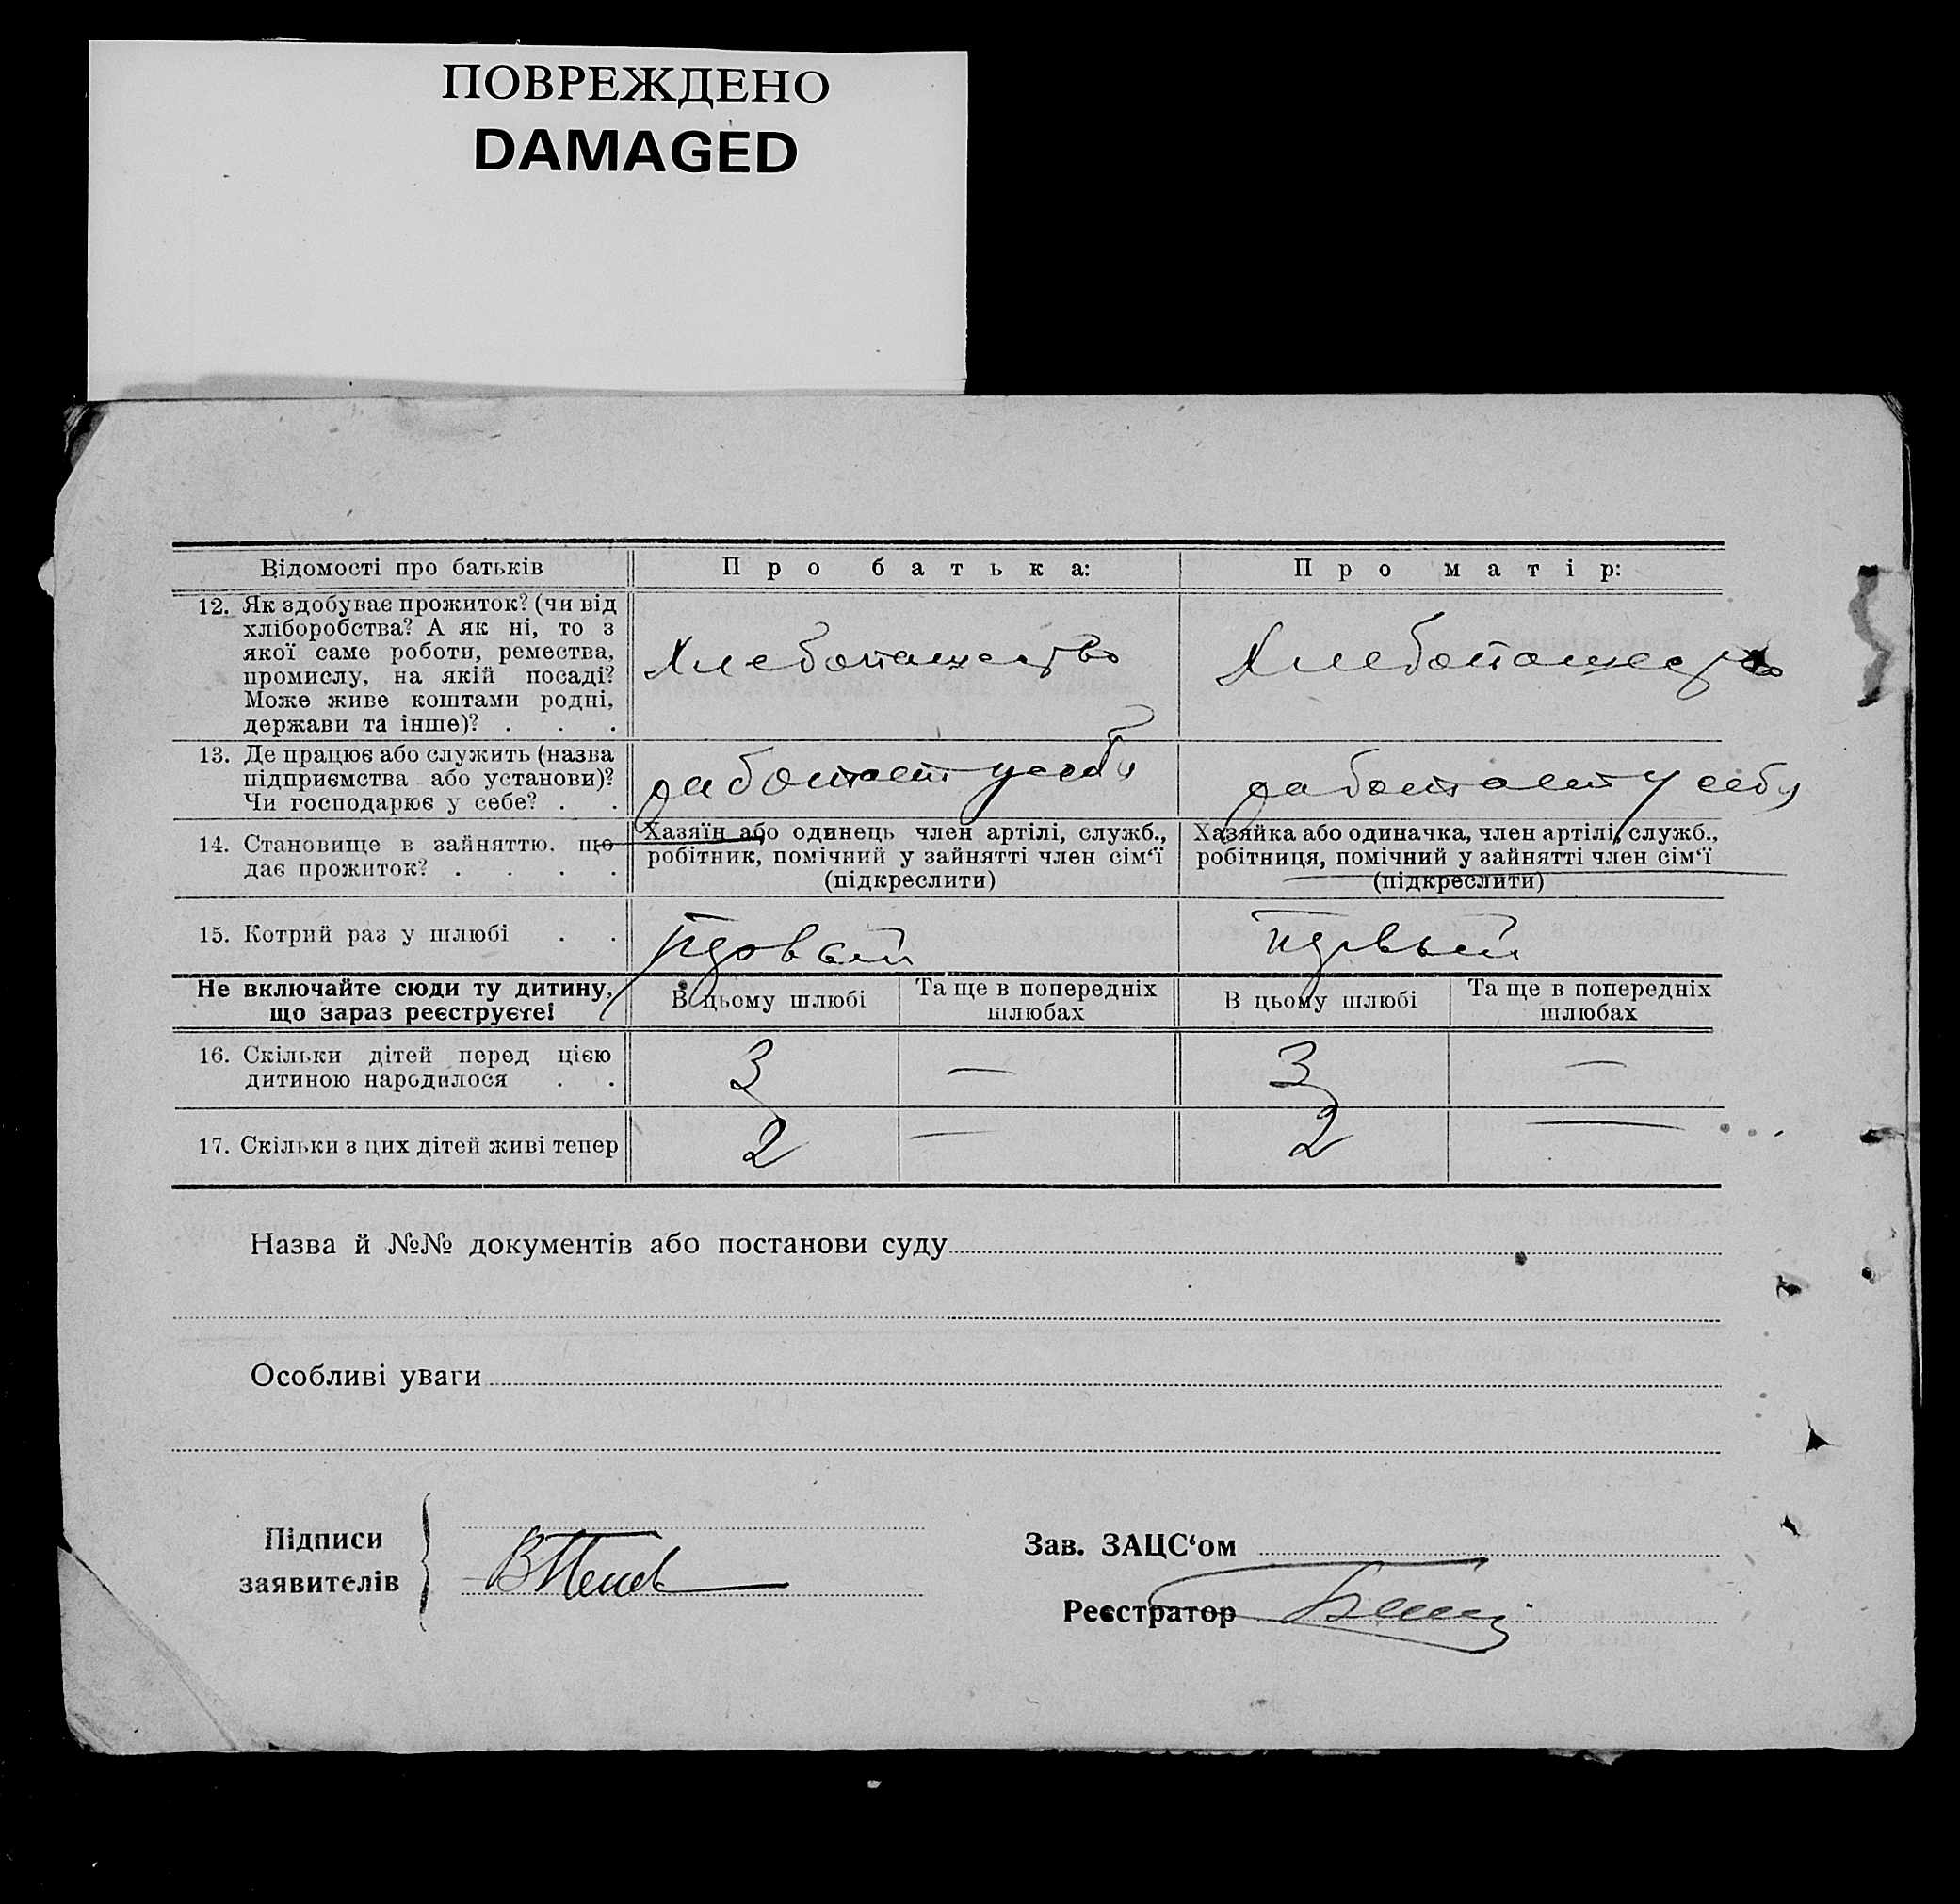 ПОВРЕЖДЕНО
DAMAGED
Відомості про батьків
Про батька:
Про матір:
12. Як здобуває прожиток? (чи від
хліборобства? А як ні, то з
якої саме роботи, ремества,
промислу, на якій посаді?
Може живе коштами родні,
держави та інше)? . . .
Хлебопашество
Хлебопашество
13. Де працює або служить (назва
підприємства або установи)?
Чи господарює у себе? . .
работает у себя
работает у себя
14. Становище в зайняттю, що
дає прожиток? . . . .
Хазяїн або одинець член артілі, служб.,
робітник, помічний у зайнятті член сім‘ї
(підкреслити)
Хазяйка або одиначка, член артілі, служб.,
робітниця, помічний у зайнятті член сім‘ї
(підкреслити)
15. Котрий раз у шлюбі . .
Первый
первый
Не включайте сюди ту дитину,
що зараз реєструєте!
В цьому шлюбі
Та ще в попередніх
шлюбах
В цьому шлюбі
Та ще в попередніх
шлюбах
16. Скільки дітей перед цією
дитиною народилося . .
3
—
3
—
17. Скільки з цих дітей живі тепер
2
—
2
—
Назва й №№ документів або постанови суду
Особливі уваги
Підписи
заявителів
Зав. ЗАЦС‘ом
Реєстратор